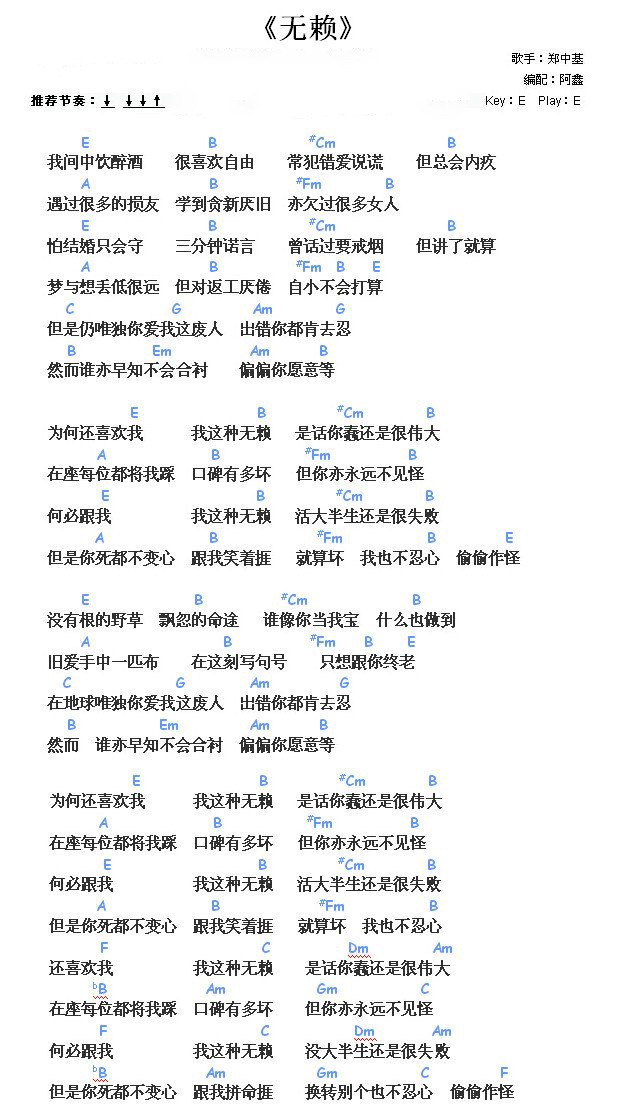 《无赖》
歌手：郑中基
编配：阿鑫
推荐节奏：↓ ↓↓↑ Key：E Play：E
E B #Cm B
我间中饮醉酒 很喜欢自由 常犯错爱说谎 但总会内疚
A B #Fm B
遇过很多的损友 学到贪新厌旧 亦欠过很多女人
E B #Cm B
怕结婚只会守 三分钟诺言 曾话过要戒烟 但讲了就算
A B #Fm B E
梦与想丢低很远 但对返工厌倦 自小不会打算
C G Am G
但是仍唯独你爱我这废人 出错你都肯去忍
B Em Am B
然而谁亦早知不会合衬 偏偏你愿意等
E B #Cm B
为何还喜欢我 我这种无赖 是话你蠢还是很伟大
A B #Fm B
在座每位都将我踩 口碑有多坏 但你亦永远不见怪
E B #Cm B
何必跟我 我这种无赖 活大半生还是很失败
A B #Fm B E
但是你死都不变心 跟我笑着捱 就算坏 我也不忍心 偷偷作怪
E B #Cm B
没有根的野草 飘忽的命途 谁像你当我宝 什么也做到
A B #Fm B E
旧爱手中一匹布 在这刻写句号 只想跟你终老
C G Am G
在地球唯独你爱我这废人 出错你都肯去忍
B Em Am B
然而 谁亦早知不会合衬 偏偏你愿意等
E B #Cm B
为何还喜欢我 我这种无赖 是话你蠢还是很伟大
A B #Fm B
在座每位都将我踩 口碑有多坏 但你亦永远不见怪
E B #Cm B
何必跟我 我这种无赖 活大半生还是很失败
A B #Fm B
但是你死都不变心 跟我笑着捱 就算坏 我也不忍心
F C Dm Am
还喜欢我 我这种无赖 是话你蠢还是很伟大
bB Am Gm C
在座每位都将我踩 口碑有多坏 但你亦永远不见怪
F C Dm Am
何必跟我 我这种无赖 没大半生还是很失败
bB Am Gm C F
但是你死都不变心 跟我拼命捱 换转别个也不忍心 偷偷作怪